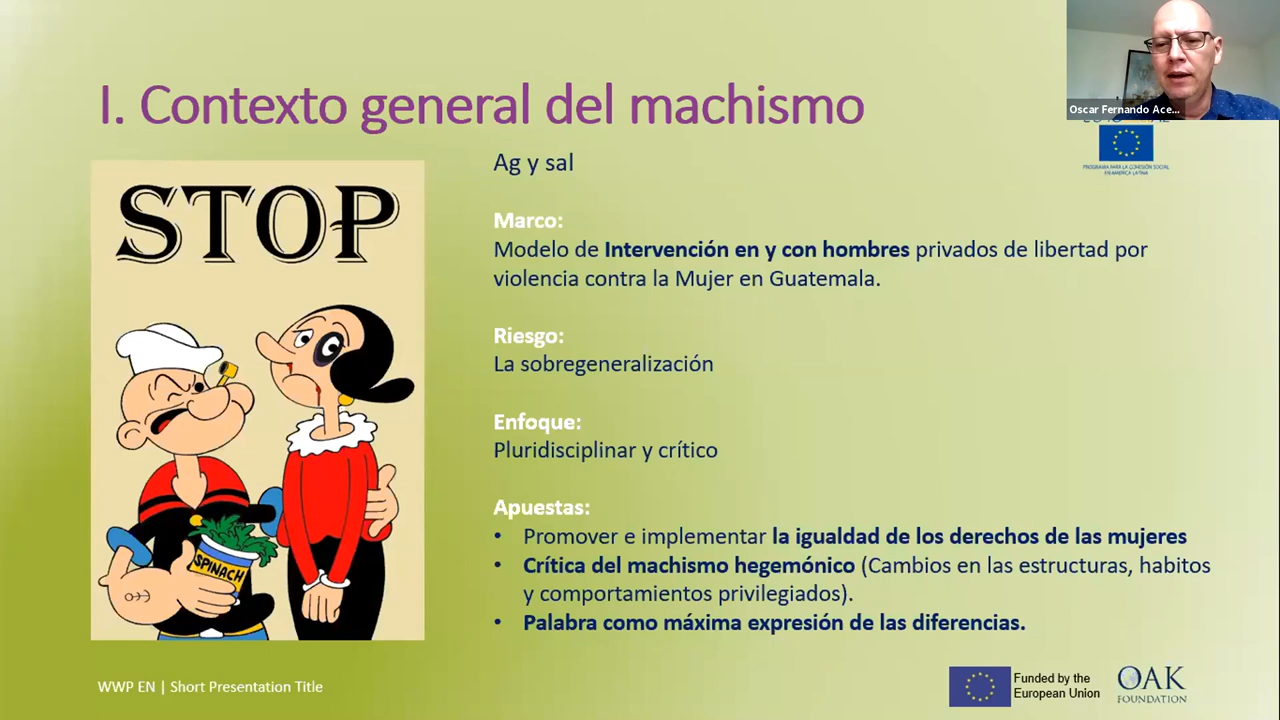 Oscar Fernando Ace...
I. Contexto general del machismo
PROGRAMA PARA LA COHESIÓN SOCIAL
EN AMÉRICA LATINA
STOP
SPINACH
Ag y sal
Marco:
Modelo de Intervención en y con hombres privados de libertad por
violencia contra la Mujer en Guatemala.
Riesgo:
La sobregeneralización
Enfoque:
Pluridisciplinar y crítico
Apuestas:
• Promover e implementar la igualdad de los derechos de las mujeres
• Crítica del machismo hegemónico (Cambios en las estructuras, habitos
y comportamientos privilegiados).
• Palabra como máxima expresión de las diferencias.
WWP EN | Short Presentation Title
Funded by the
European Union
OAK
FOUNDATION